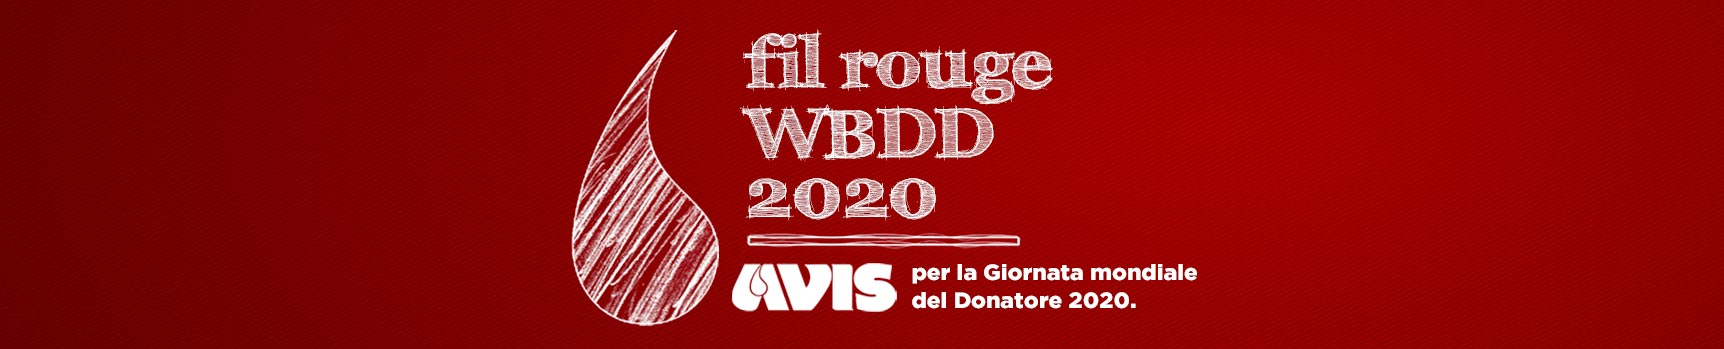 fil rouge
WBDD
2020
AVIS
per la Giornata mondiale
del Donatore 2020.